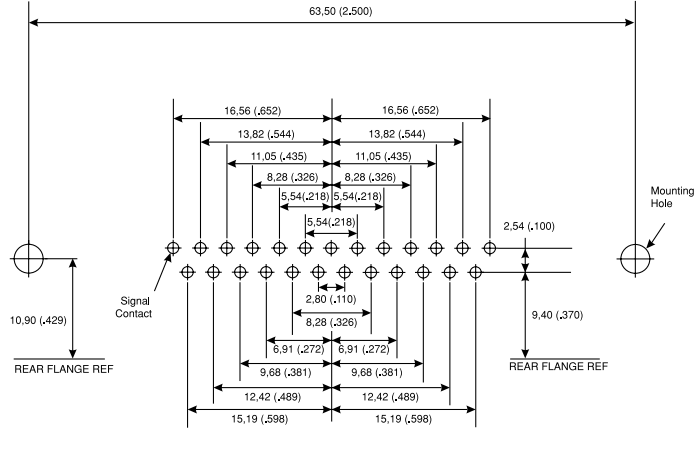 63,50 (2.500)
16,56 (.652) 16,56 (.652)
13,82 (.544) 13,82 (.544)
11,05 (.435) 11,05 (.435)
8,28 (.326) 8,28 (.326)
5,54(.218) 5,54(.218)
5,54(.218)
Mounting
Hole
2,54 (.100)
Signal
Contact
2,80 (.110)
10,90 (.429)
9,40 (.370)
8,28 (.326)
6,91 (.272) 6,91 (.272)
REAR FLANGE REF
REAR FLANGE REF
9,68 (.381) 9,68 (.381)
12,42 (.489) 12,42 (.489)
15,19 (.598) 15,19 (.598)